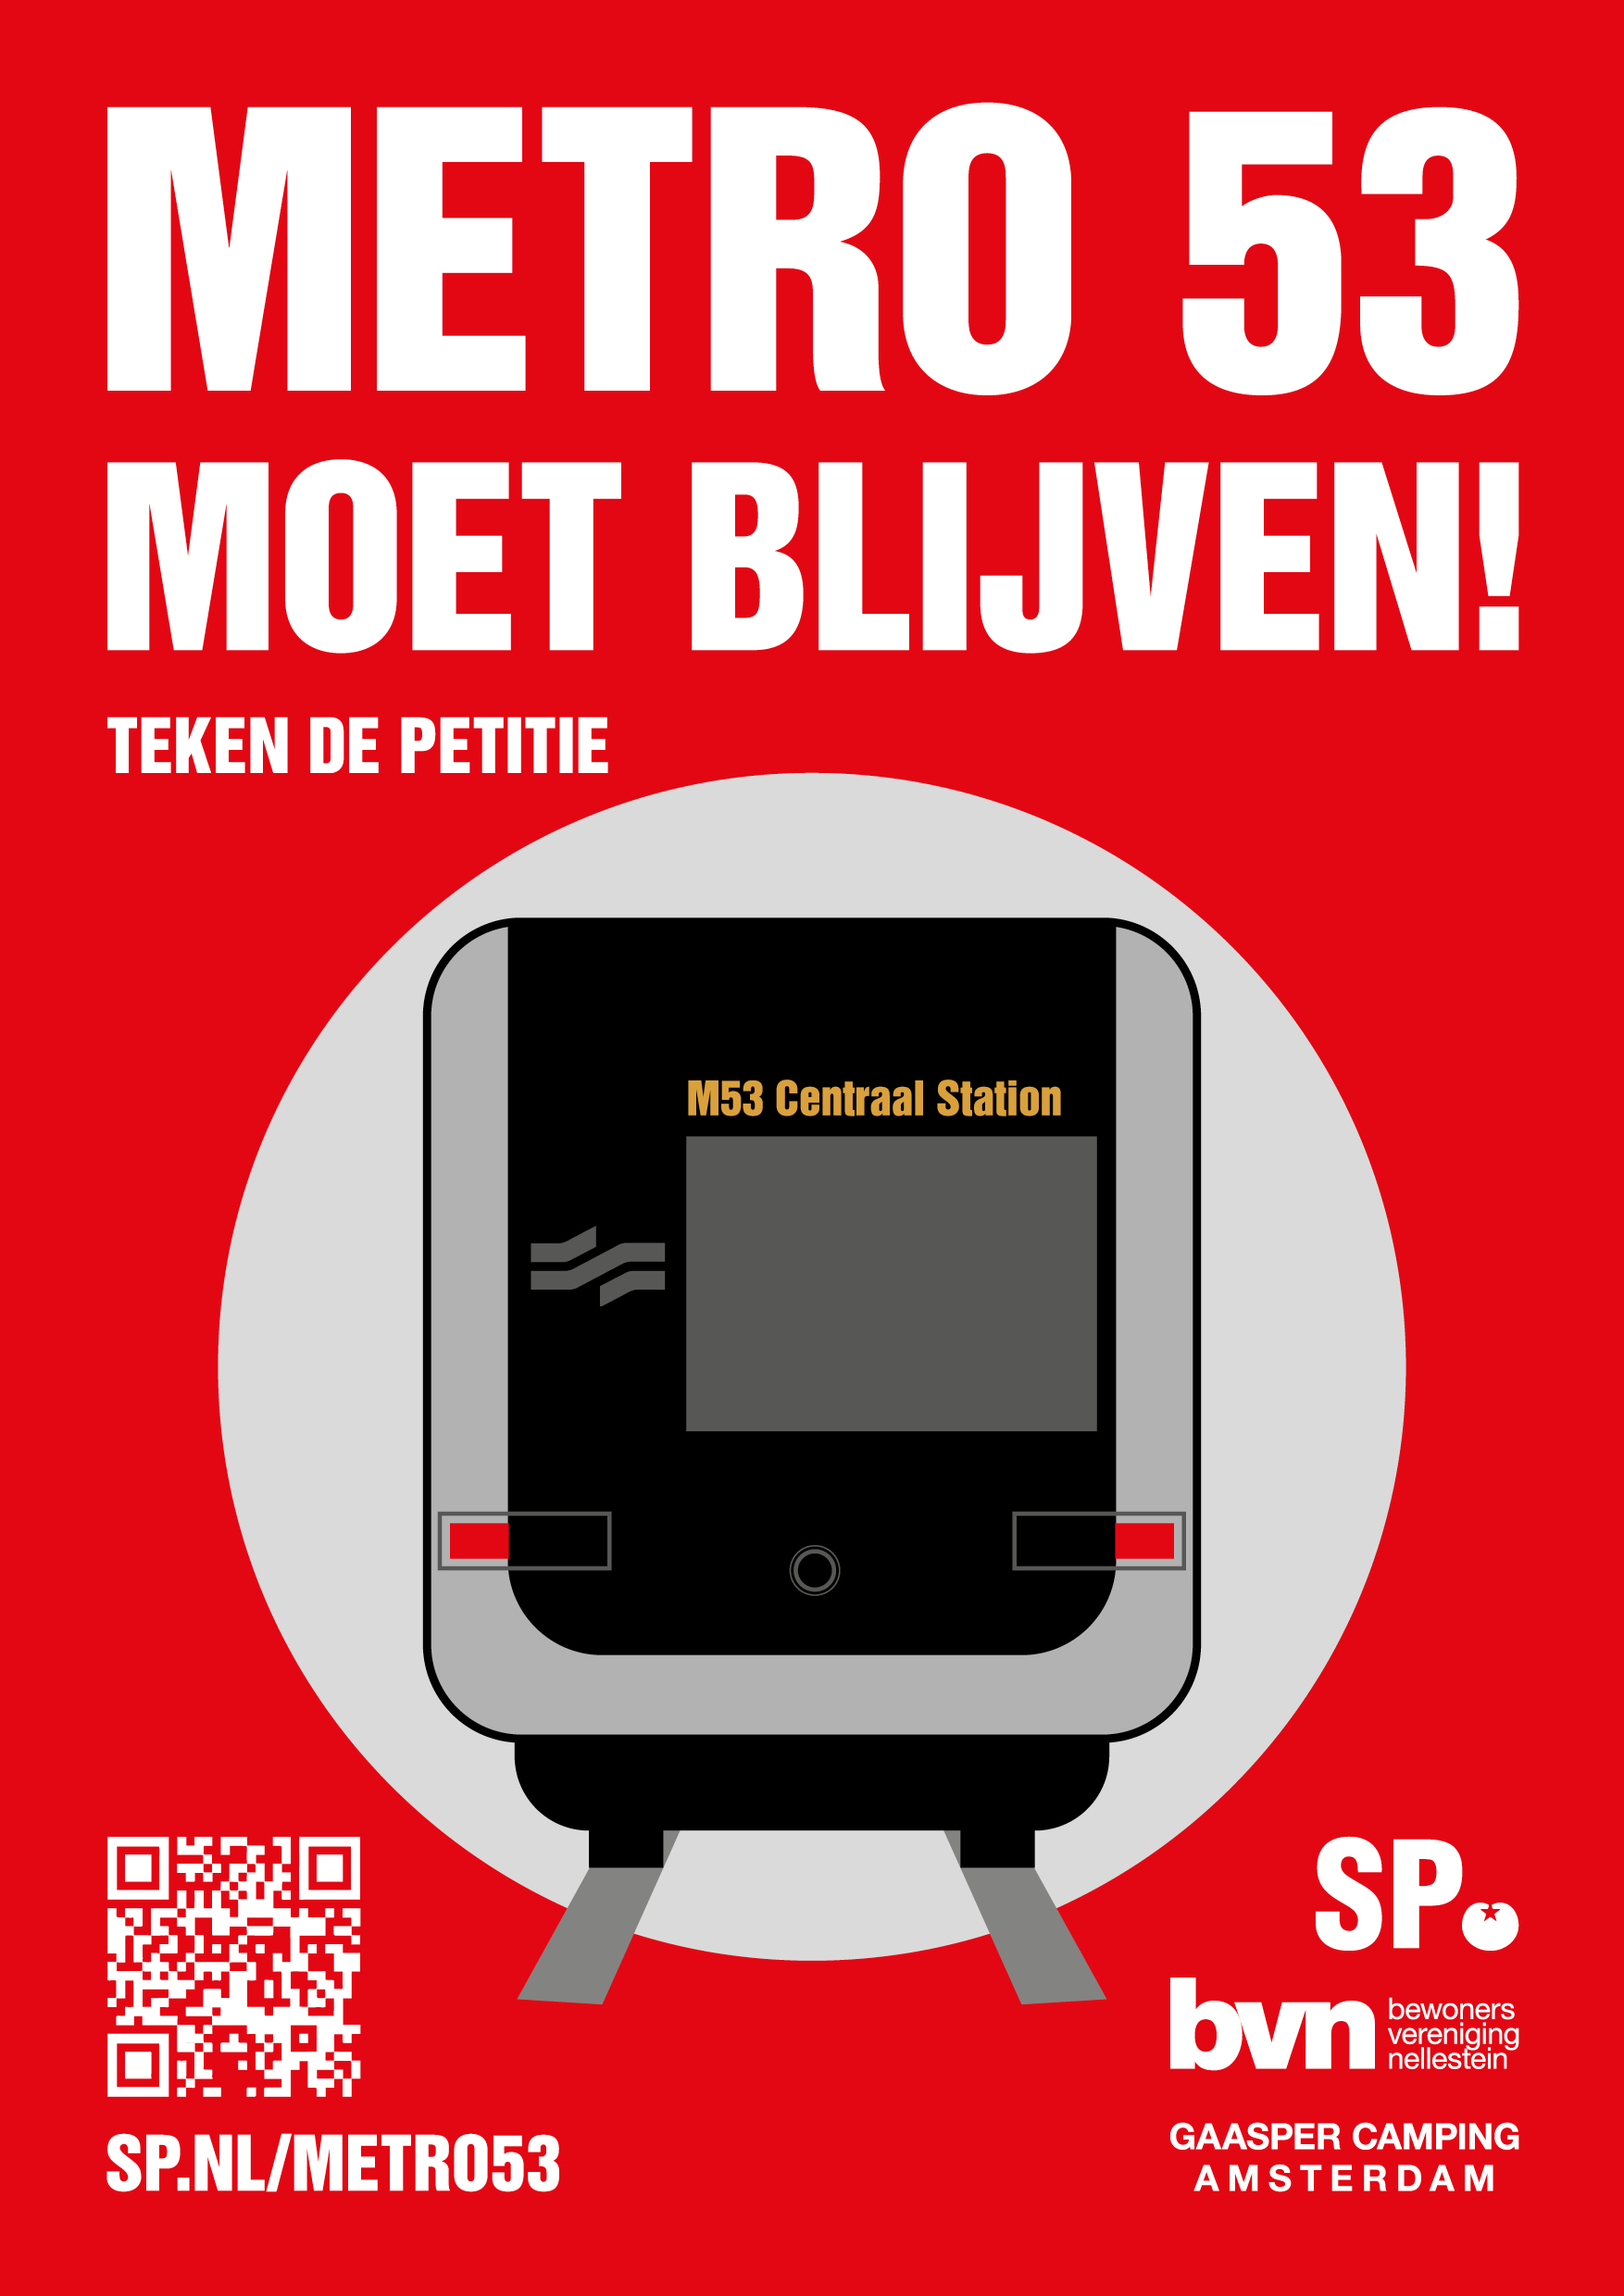 METRO 53
MOET BLIJVEN!
TEKEN DE PETITIE
M53 Centraal Station
SP.
bvn
bewoners
vereniging
nellestein
GAASPER CAMPING
AMSTERDAM
SP.NL/METRO53